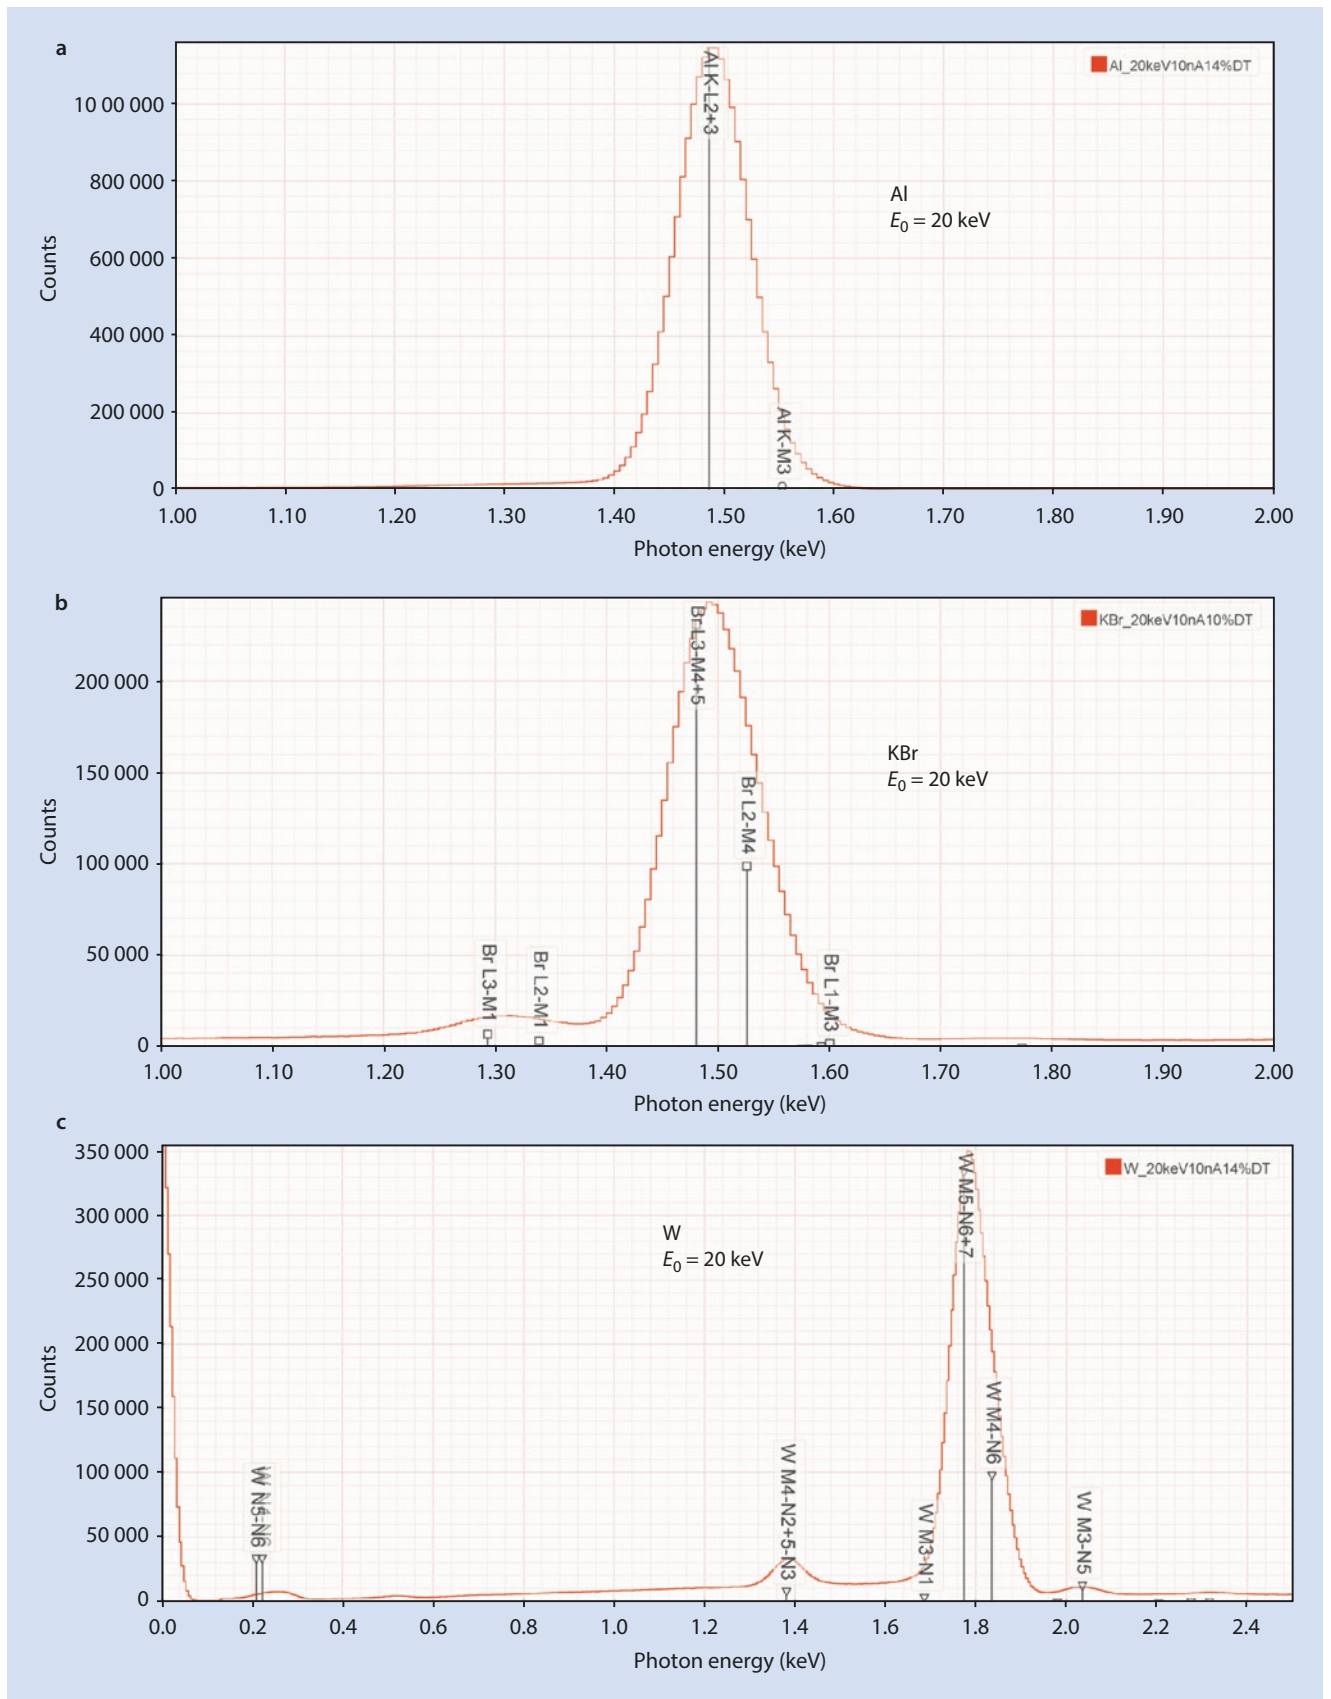 a
Al_20keV10nA14%DT
Al K-L2+3
Al K-M3
Al
E0 = 20 keV
Counts
1 00 000
800 000
600 000
400 000
200 000
0
1.00 1.10 1.20 1.30 1.40 1.50 1.60 1.70 1.80 1.90 2.00
Photon energy (keV)
b
KBr_20keV10nA10%DT
Br L3-M4+5
Br L2-M4
Br L3-M1
Br L2-M1
Br L1-M3
KBr
E0 = 20 keV
Counts
200 000
150 000
100 000
50 000
0
1.00 1.10 1.20 1.30 1.40 1.50 1.60 1.70 1.80 1.90 2.00
Photon energy (keV)
c
W_20keV10nA14%DT
W M5-N6+7
W M4-N6
W N5-N6
W M4-N2+5-N3
W M3-N1
W M3-N5
W
E0 = 20 keV
Counts
350 000
300 000
250 000
200 000
150 000
100 000
50 000
0
0.0 0.2 0.4 0.6 0.8 1.0 1.2 1.4 1.6 1.8 2.0 2.2 2.4
Photon energy (keV)